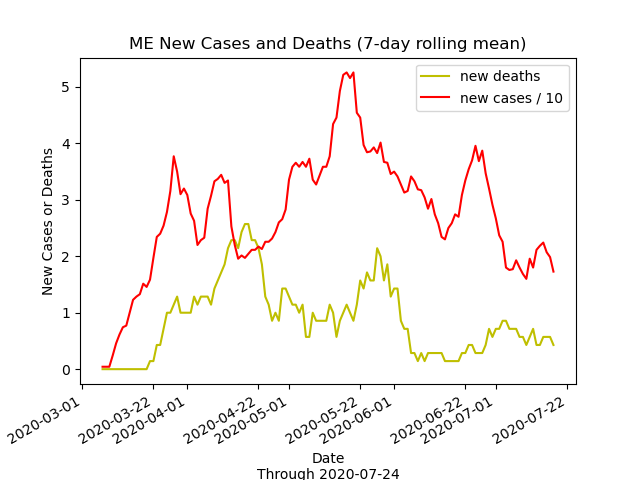 ME New Cases and Deaths (7-day rolling mean)
new deaths
new cases / 10
New Cases or Deaths
5
4
3
2
1
0
2020-03-01
2020-03-22
2020-04-01
2020-04-22
2020-05-01
2020-05-22
2020-06-01
2020-06-22
2020-07-01
2020-07-22
Date
Through 2020-07-24